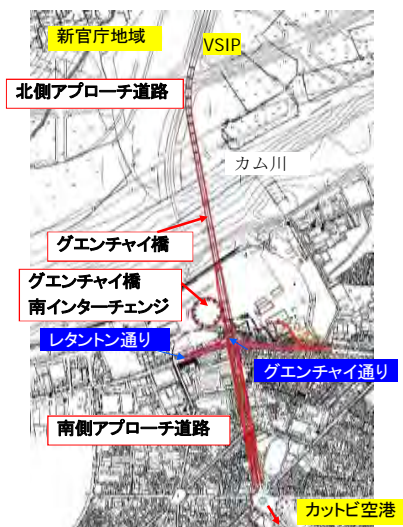 新官庁地域
VSIP
北側アプローチ道路
カム川
グエンチャイ橋
グエンチャイ橋
南インターチェンジ
レタントン通り
グエンチャイ通り
南側アプローチ道路
カットビ空港